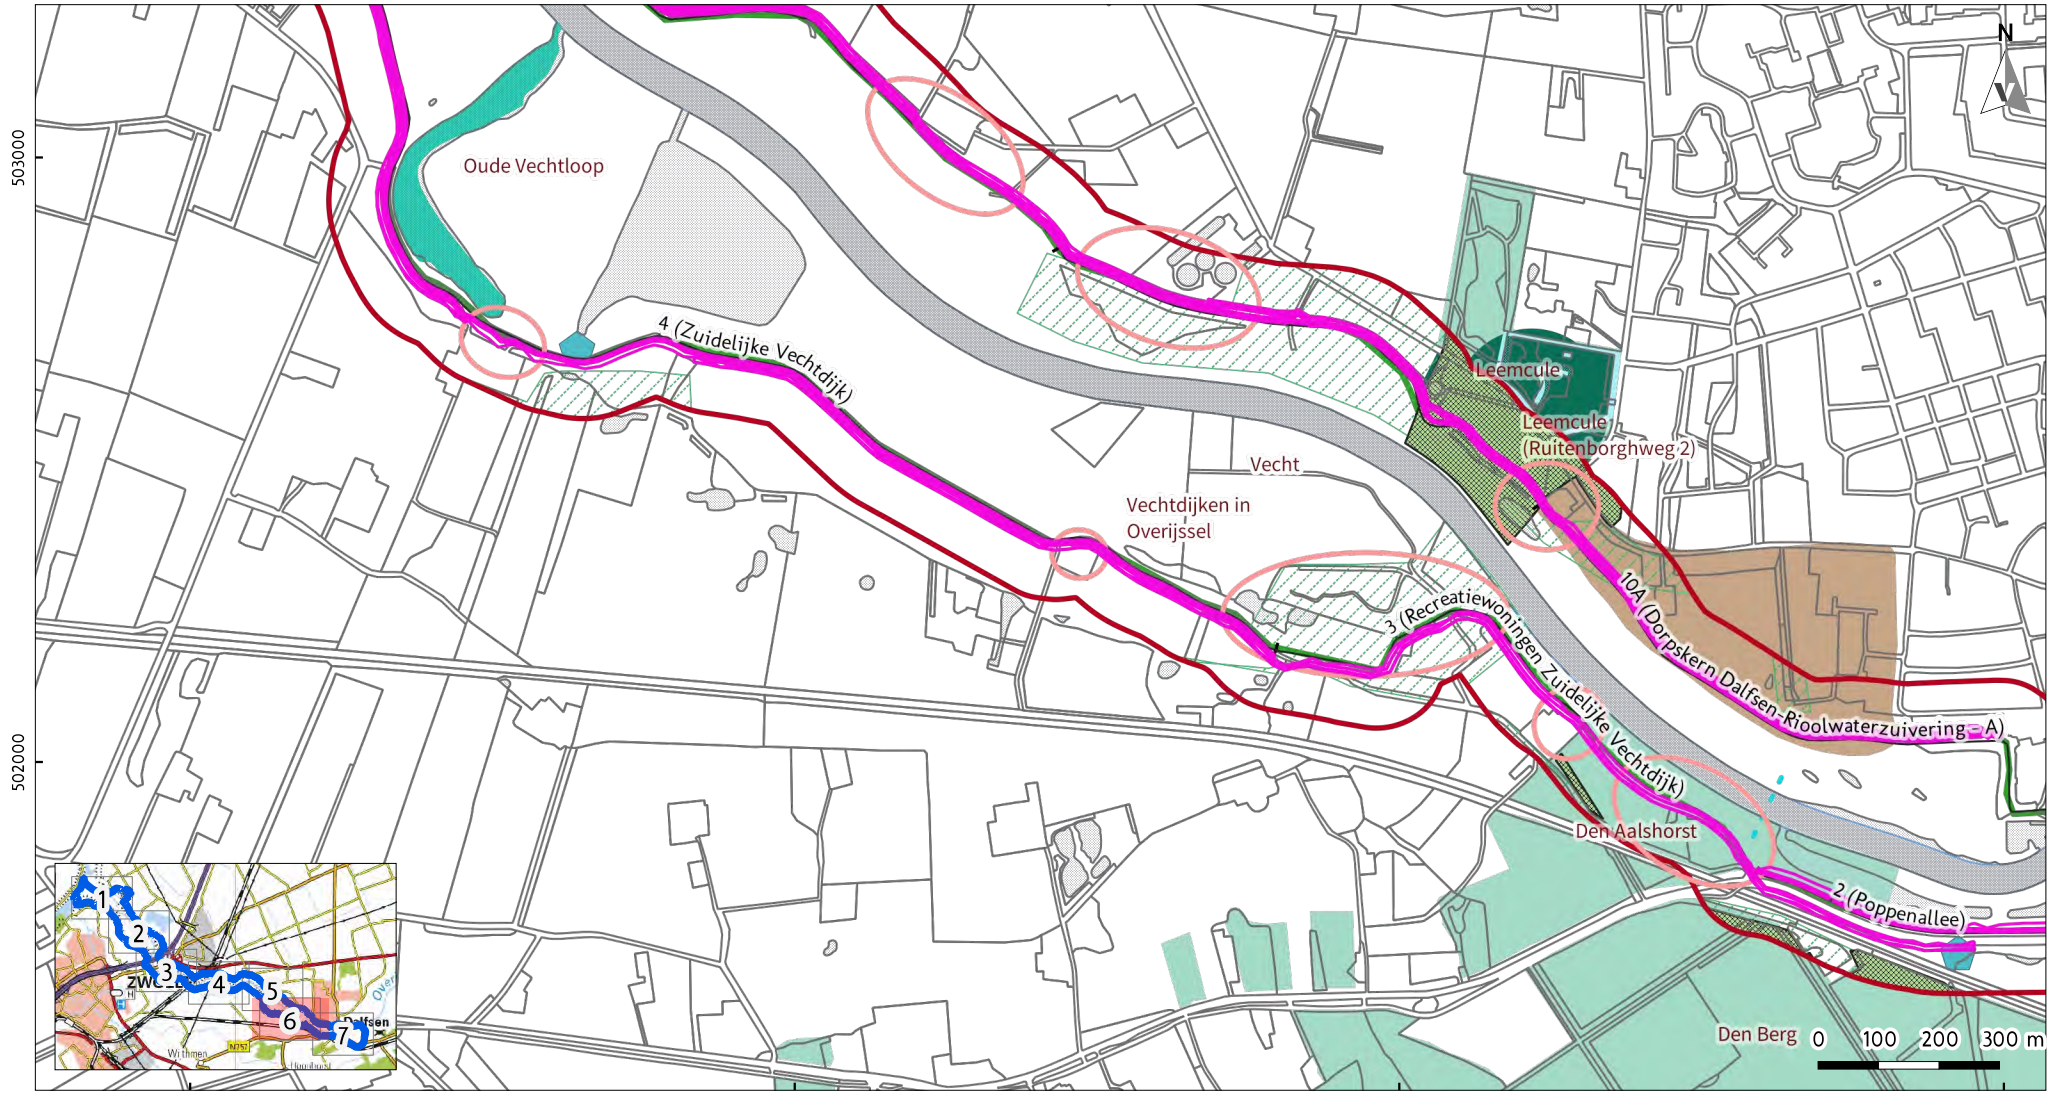 N
503000
502000
Oude Vechtloop
4 (Zuidelijke Vechtdijk)
Leemcule
Leemcule
(Ruitenborghweg 2)
Vecht
Vechtdijken in
Overijssel
3 (Recreatiewoningen Zuidelijke Vechtdijk)
10A (Dorpskern Dalfsen-Rioolwaterzuivering - A)
Den Aalshorst
2 (Poppenallee)
Den Berg
0 100 200 300 m
1
2
3
4
5
6
7
Dalfsen
N757
Withmen